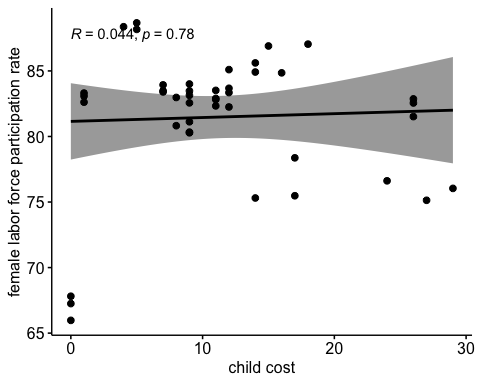 R = 0.044, p = 0.78
female labor force participation rate
85
80
75
70
65
0 10 20 30
child cost